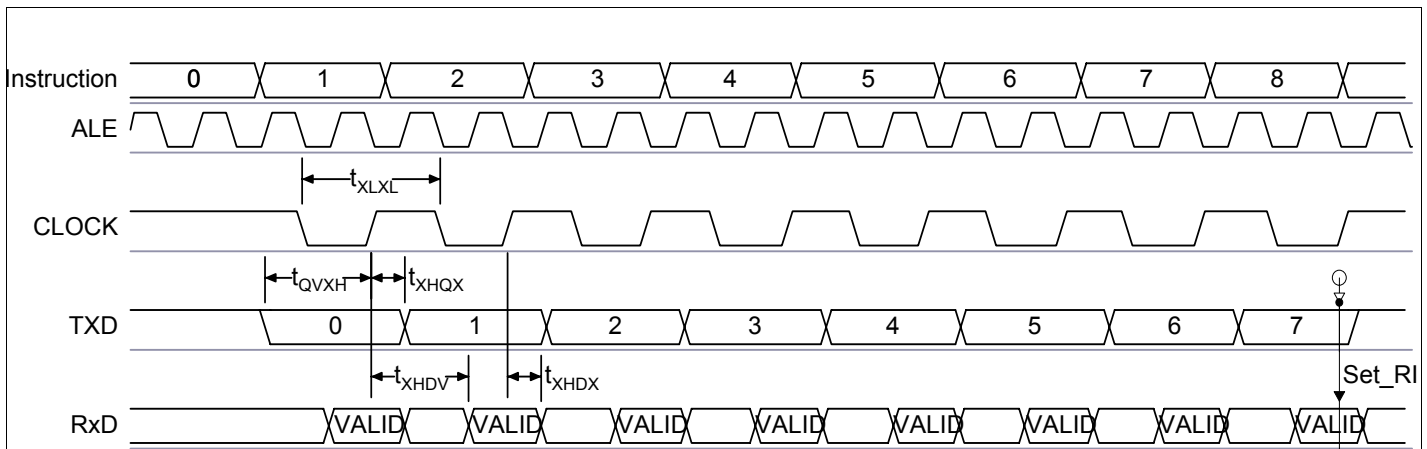 Instruction 0 1 2 3 4 5 6 7 8
ALE
tXLXL
CLOCK
tQVXH tXHQX
TXD 0 1 2 3 4 5 6 7
tXHDV tXHDX Set_RI
RxD VALID VALID VALID VALID VALID VALID VALID VALID